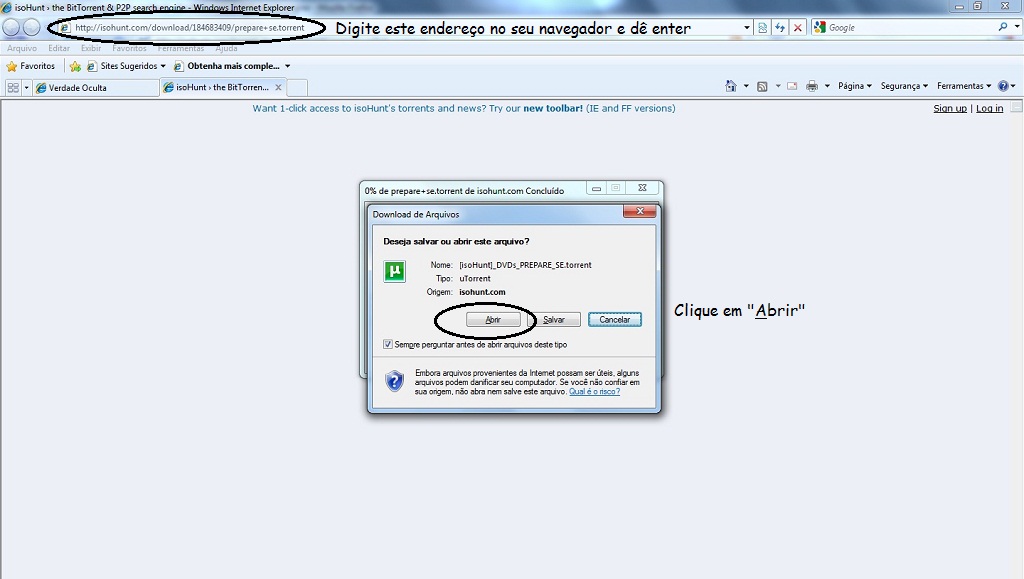 isoHunt › the BitTorrent & P2P search engine - Windows Internet Explorer
http://isohunt.com/download/184683409/prepare+se.torrent
Digite este endereço no seu navegador e dê enter
Google
Arquivo Editar Exibir Favoritos Ferramentas Ajuda
Favoritos Sites Sugeridos Obtenha mais comple...
Verdade Oculta isoHunt › the BitTorren... Página Segurança Ferramentas
Want 1-click access to isoHunt's torrents and news? Try our new toolbar! (IE and FF versions)
Sign up | Log in
0% de prepare+se.torrent de isohunt.com Concluído
Download de Arquivos
Deseja salvar ou abrir este arquivo?
µ
Nome: [isoHunt]_DVDs_PREPARE_SE.torrent
Tipo: uTorrent
Origem: isohunt.com
Abrir Salvar Cancelar
Clique em "Abrir"
Sempre perguntar antes de abrir arquivos deste tipo
Embora arquivos provenientes da Internet possam ser úteis, alguns
arquivos podem danificar seu computador. Se você não confiar em
sua origem, não abra nem salve este arquivo. Qual é o risco?